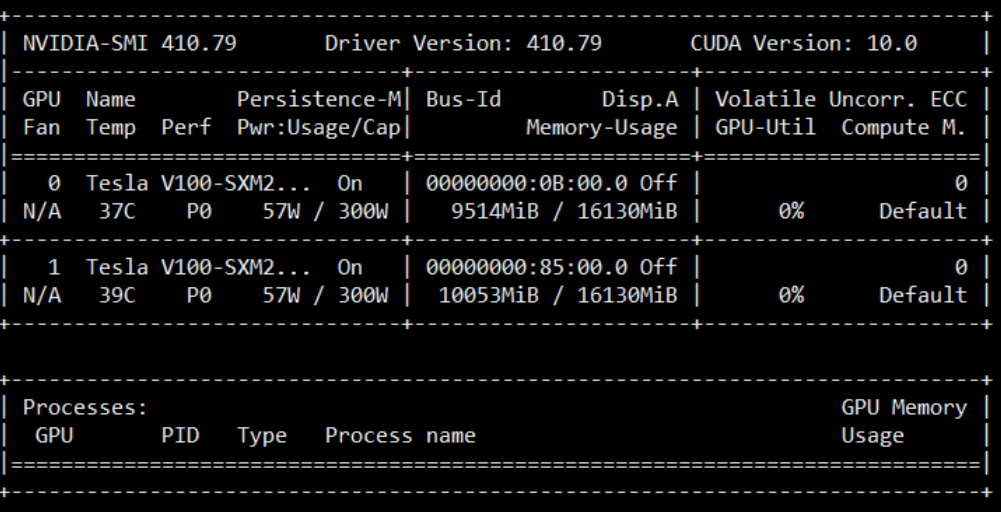 +-----------------------------------------------------------------------------+
| NVIDIA-SMI 410.79       Driver Version: 410.79       CUDA Version: 10.0     |
|-------------------------------+----------------------+----------------------+
| GPU  Name        Persistence-M| Bus-Id        Disp.A | Volatile Uncorr. ECC |
| Fan  Temp  Perf  Pwr:Usage/Cap|         Memory-Usage | GPU-Util  Compute M. |
|===============================+======================+======================|
|   0  Tesla V100-SXM2...  On   | 00000000:0B:00.0 Off |                    0 |
| N/A   37C    P0    57W / 300W |   9514MiB / 16130MiB |      0%      Default |
+-------------------------------+----------------------+----------------------+
|   1  Tesla V100-SXM2...  On   | 00000000:85:00.0 Off |                    0 |
| N/A   39C    P0    57W / 300W |  10053MiB / 16130MiB |      0%      Default |
+-------------------------------+----------------------+----------------------+

+-----------------------------------------------------------------------------+
| Processes:                                                       GPU Memory |
|  GPU       PID   Type   Process name                             Usage      |
|=============================================================================|
+-----------------------------------------------------------------------------+